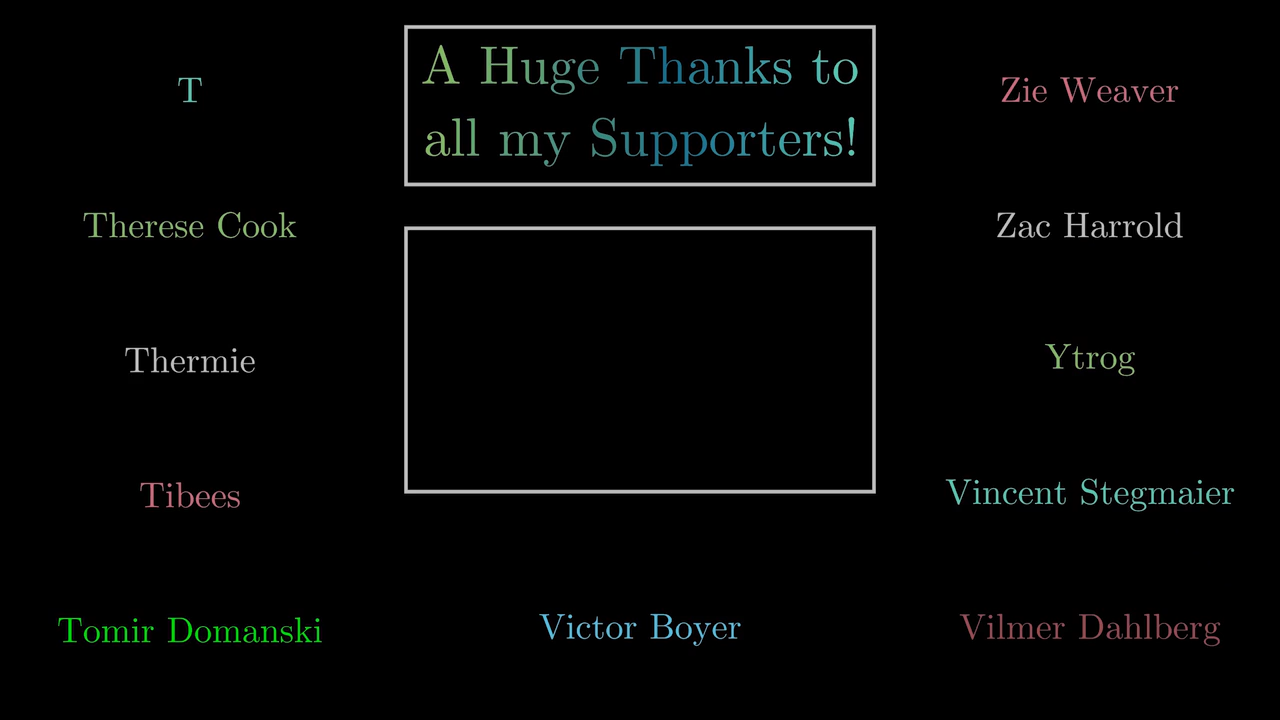 A Huge Thanks to
all my Supporters!
T
Therese Cook
Thermie
Tibees
Tomir Domanski
Victor Boyer
Zie Weaver
Zac Harrold
Ytrog
Vincent Stegmaier
Vilmer Dahlberg